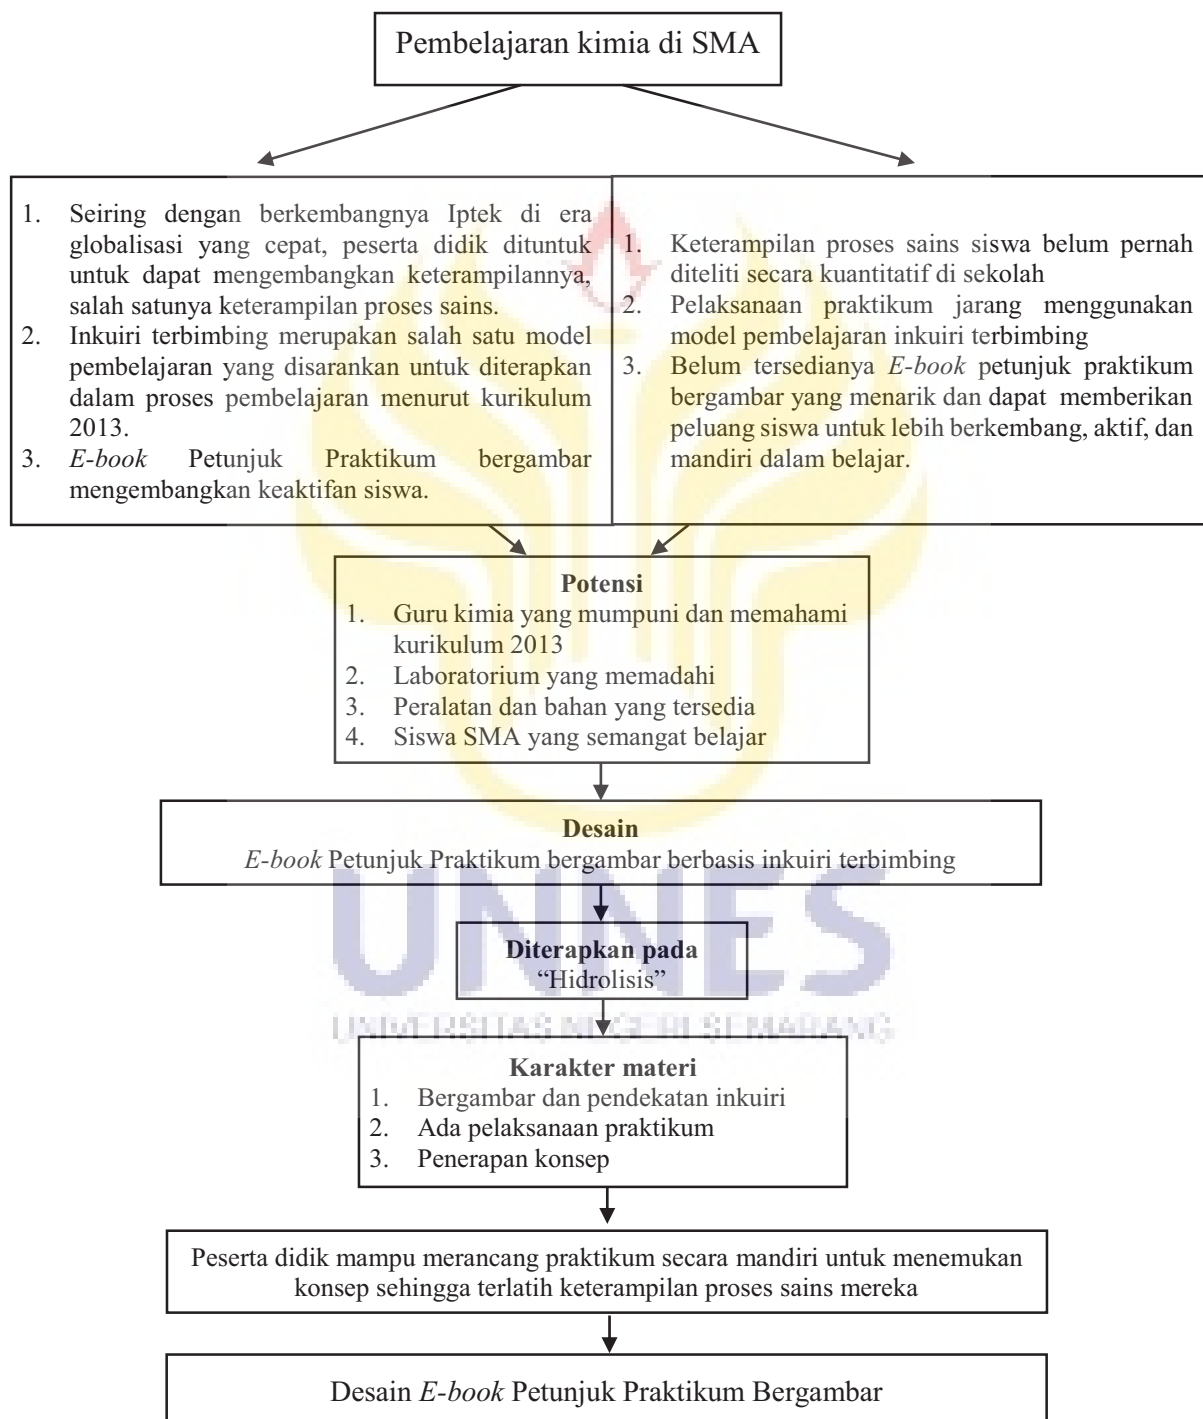 Pembelajaran kimia di SMA
1. Seiring dengan berkembangnya Iptek di era
globalisasi yang cepat, peserta didik dituntuk
untuk dapat mengembangkan keterampilannya,
salah satunya keterampilan proses sains.
2. Inkuiri terbimbing merupakan salah satu model
pembelajaran yang disarankan untuk diterapkan
dalam proses pembelajaran menurut kurikulum
2013.
3. E-book Petunjuk Praktikum bergambar
mengembangkan keaktifan siswa.
1. Keterampilan proses sains siswa belum pernah
diteliti secara kuantitatif di sekolah
2. Pelaksanaan praktikum jarang menggunakan
model pembelajaran inkuiri terbimbing
3. Belum tersedianya E-book petunjuk praktikum
bergambar yang menarik dan dapat memberikan
peluang siswa untuk lebih berkembang, aktif, dan
mandiri dalam belajar.
Potensi
1. Guru kimia yang mumpuni dan memahami
kurikulum 2013
2. Laboratorium yang memadahi
3. Peralatan dan bahan yang tersedia
4. Siswa SMA yang semangat belajar
Desain
E-book Petunjuk Praktikum bergambar berbasis inkuiri terbimbing
UNNES
Diterapkan pada
“Hidrolisis”
UNIVERSITAS NEGERI SEMARANG
Karakter materi
1. Bergambar dan pendekatan inkuiri
2. Ada pelaksanaan praktikum
3. Penerapan konsep
Peserta didik mampu merancang praktikum secara mandiri untuk menemukan
konsep sehingga terlatih keterampilan proses sains mereka
Desain E-book Petunjuk Praktikum Bergambar